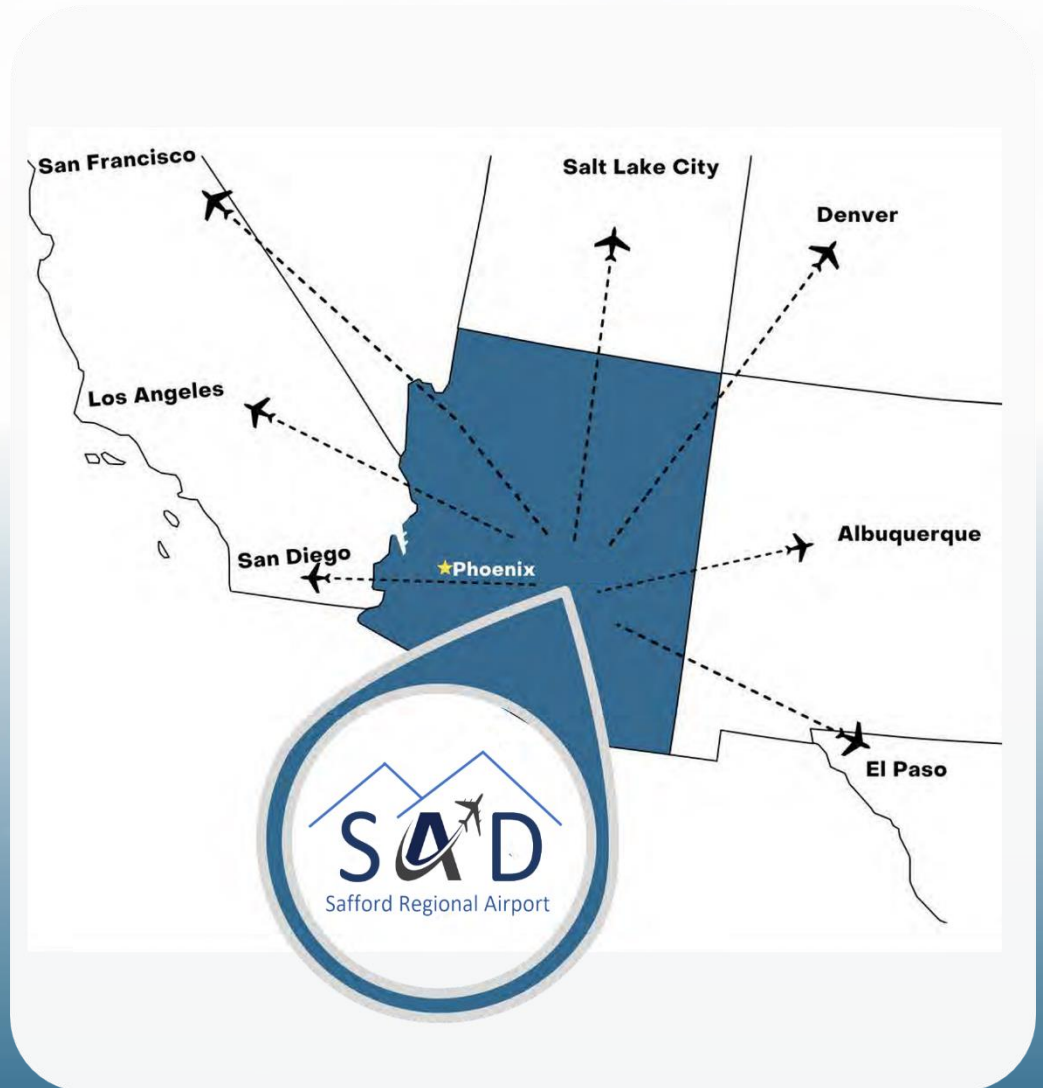 San Francisco
Salt Lake City
Denver
Los Angeles
Albuquerque
San Diego
Phoenix
El Paso
SAD
Safford Regional Airport